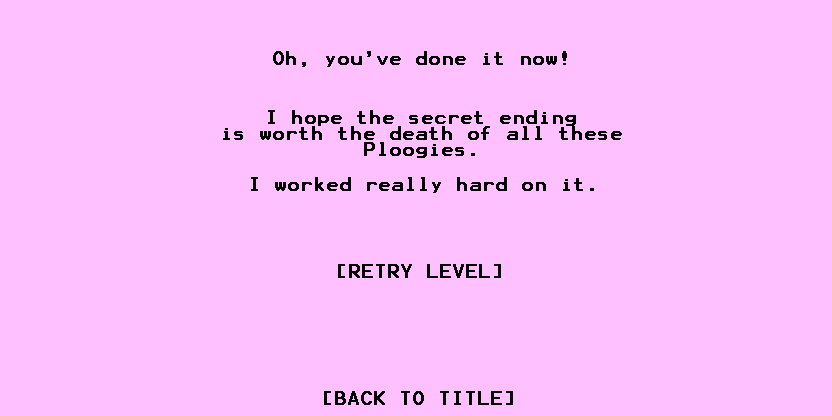 Oh, you've done it now!
I hope the secret ending
is worth the death of all these
Ploogies.
I worked really hard on it.
[RETRY LEVEL]
[BACK TO TITLE]